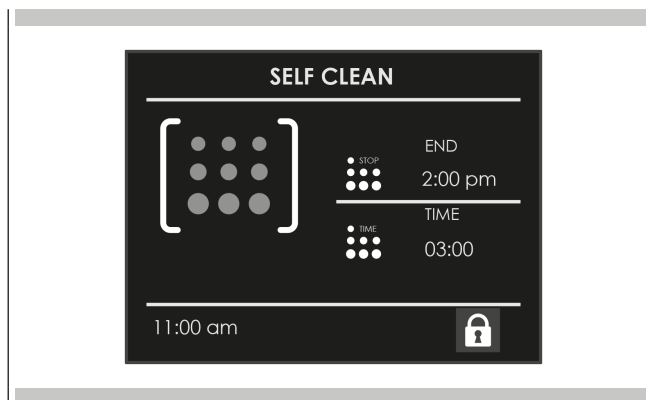 SELF CLEAN
STOP
END
2:00 pm
TIME
TIME
03:00
11:00 am